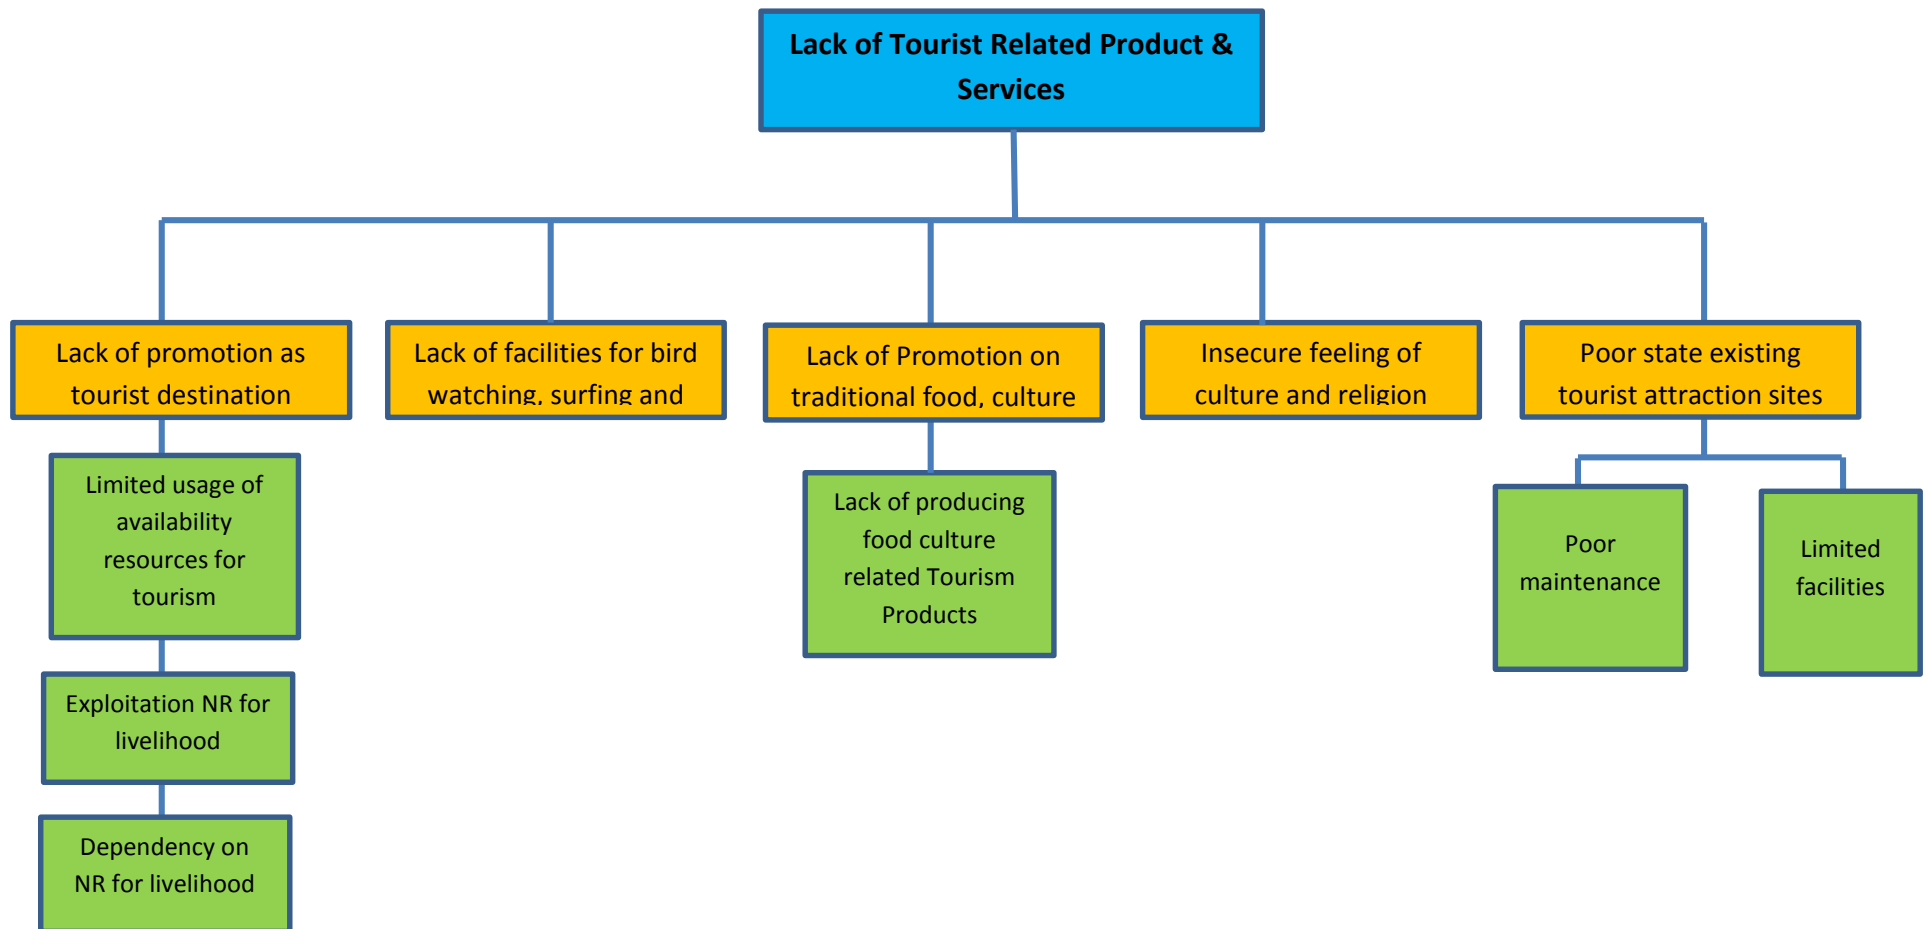 Lack of Tourist Related Product &
Services
Lack of promotion as
tourist destination
Lack of facilities for bird
watching, surfing and
Lack of Promotion on
traditional food, culture
Insecure feeling of
culture and religion
Poor state existing
tourist attraction sites
Limited usage of
availability
resources for
tourism
Lack of producing
food culture
related Tourism
Products
Poor
maintenance
Limited
facilities
Exploitation NR for
livelihood
Dependency on
NR for livelihood